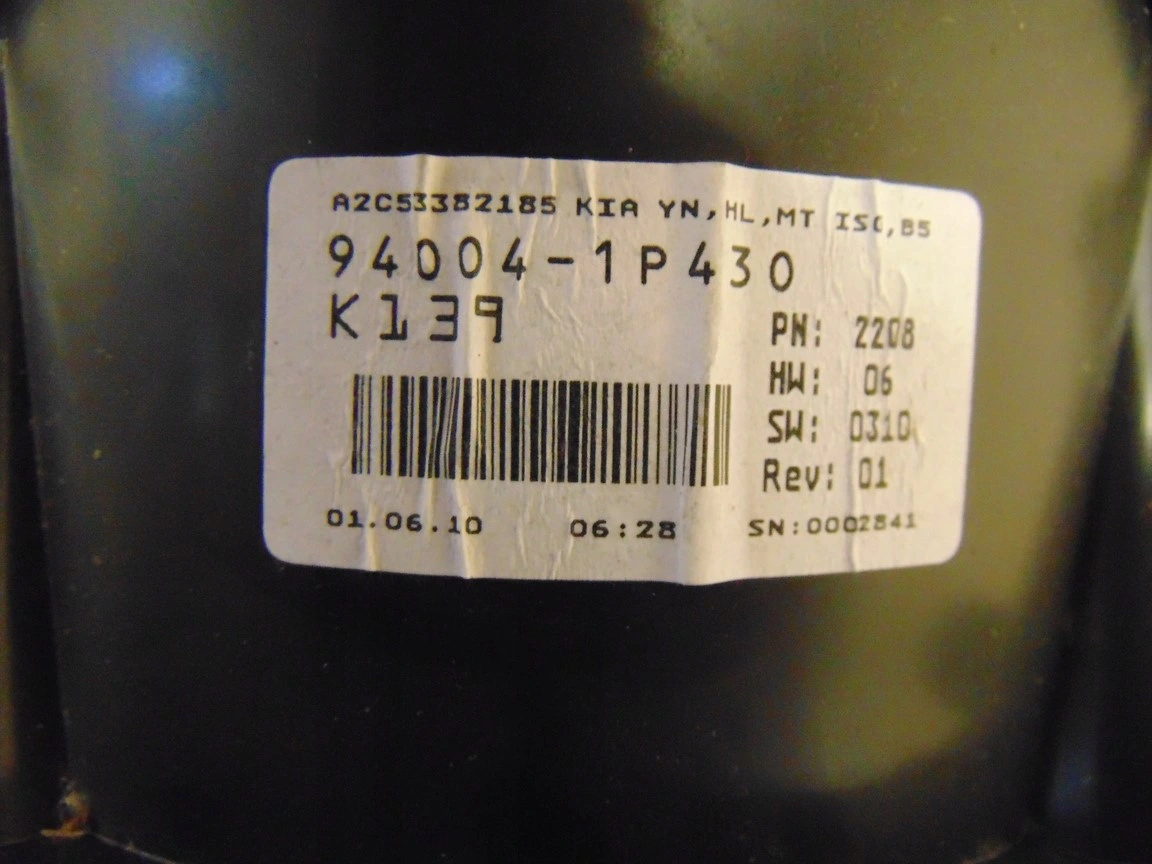 A2C53382185 KIA YN,HL,MT ISG,B5
94004-1P430
K139
PN: 2208
HW: 06
SW: 0310
Rev: 01
01.06.10 06:28 SN:0002841